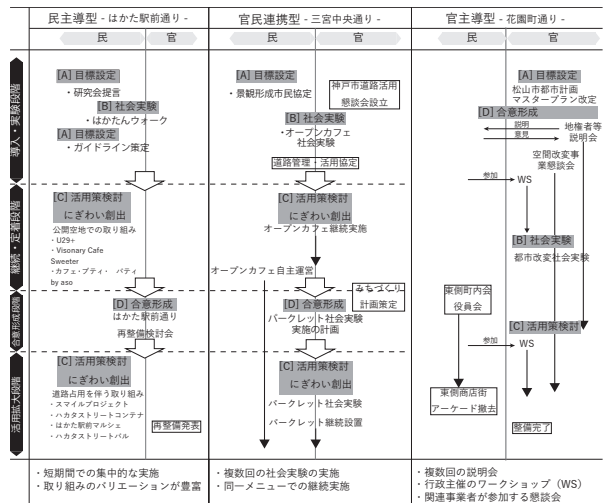 民主導型 - はかた駅前通り -
民
官
官民連携型 - 三宮中央通り -
民
官
官主導型 - 花園町通り -
民
官
導入・実験段階
継続・定着段階
合意形成段階
活用拡大段階
[A] 目標設定
・研究会提言
[B] 社会実験
・はかたんウォーク
[A] 目標設定
・ガイドライン策定
[C] 活用策検討
にぎわい創出
公開空地での取り組み
・U29+
・Visonary Cafe
Sweeter
・カフェ・プティ・パティ
by aso
[D] 合意形成
はかた駅前通り
再整備検討会
[C] 活用策検討
にぎわい創出
道路占用を伴う取り組み
・スマイルプロジェクト
・ハカタストリートコンテナ
・はかた駅前マルシェ
・ハカタストリートバル
再整備発表
・短期間での集中的な実施
・取り組みのバリエーションが豊富
[A] 目標設定
・景観形成市民協定
神戸市道路活用
懇談会設立
[B] 社会実験
・オープンカフェ
社会実験
道路管理・活用協定
[C] 活用策検討
にぎわい創出
オープンカフェ継続実施
オープンカフェ自主運営
みちづくり
計画策定
[D] 合意形成
パークレット社会実験
実施の計画
[C] 活用策検討
にぎわい創出
パークレット社会実験
パークレット継続設置
・複数回の社会実験の実施
・同一メニューでの継続実施
[A] 目標設定
松山市都市計画
マスタープラン改定
[D] 合意形成
説明
意見
地権者等
説明会
空間改変事
業懇談会
参加
WS
[B] 社会実験
都市改変社会実験
東側町内会
役員会
[C] 活用策検討
参加
WS
東側商店街
アーケード撤去
整備完了
・複数回の説明会
・行政主催のワークショップ（WS）
・関連事業者が参加する懇談会